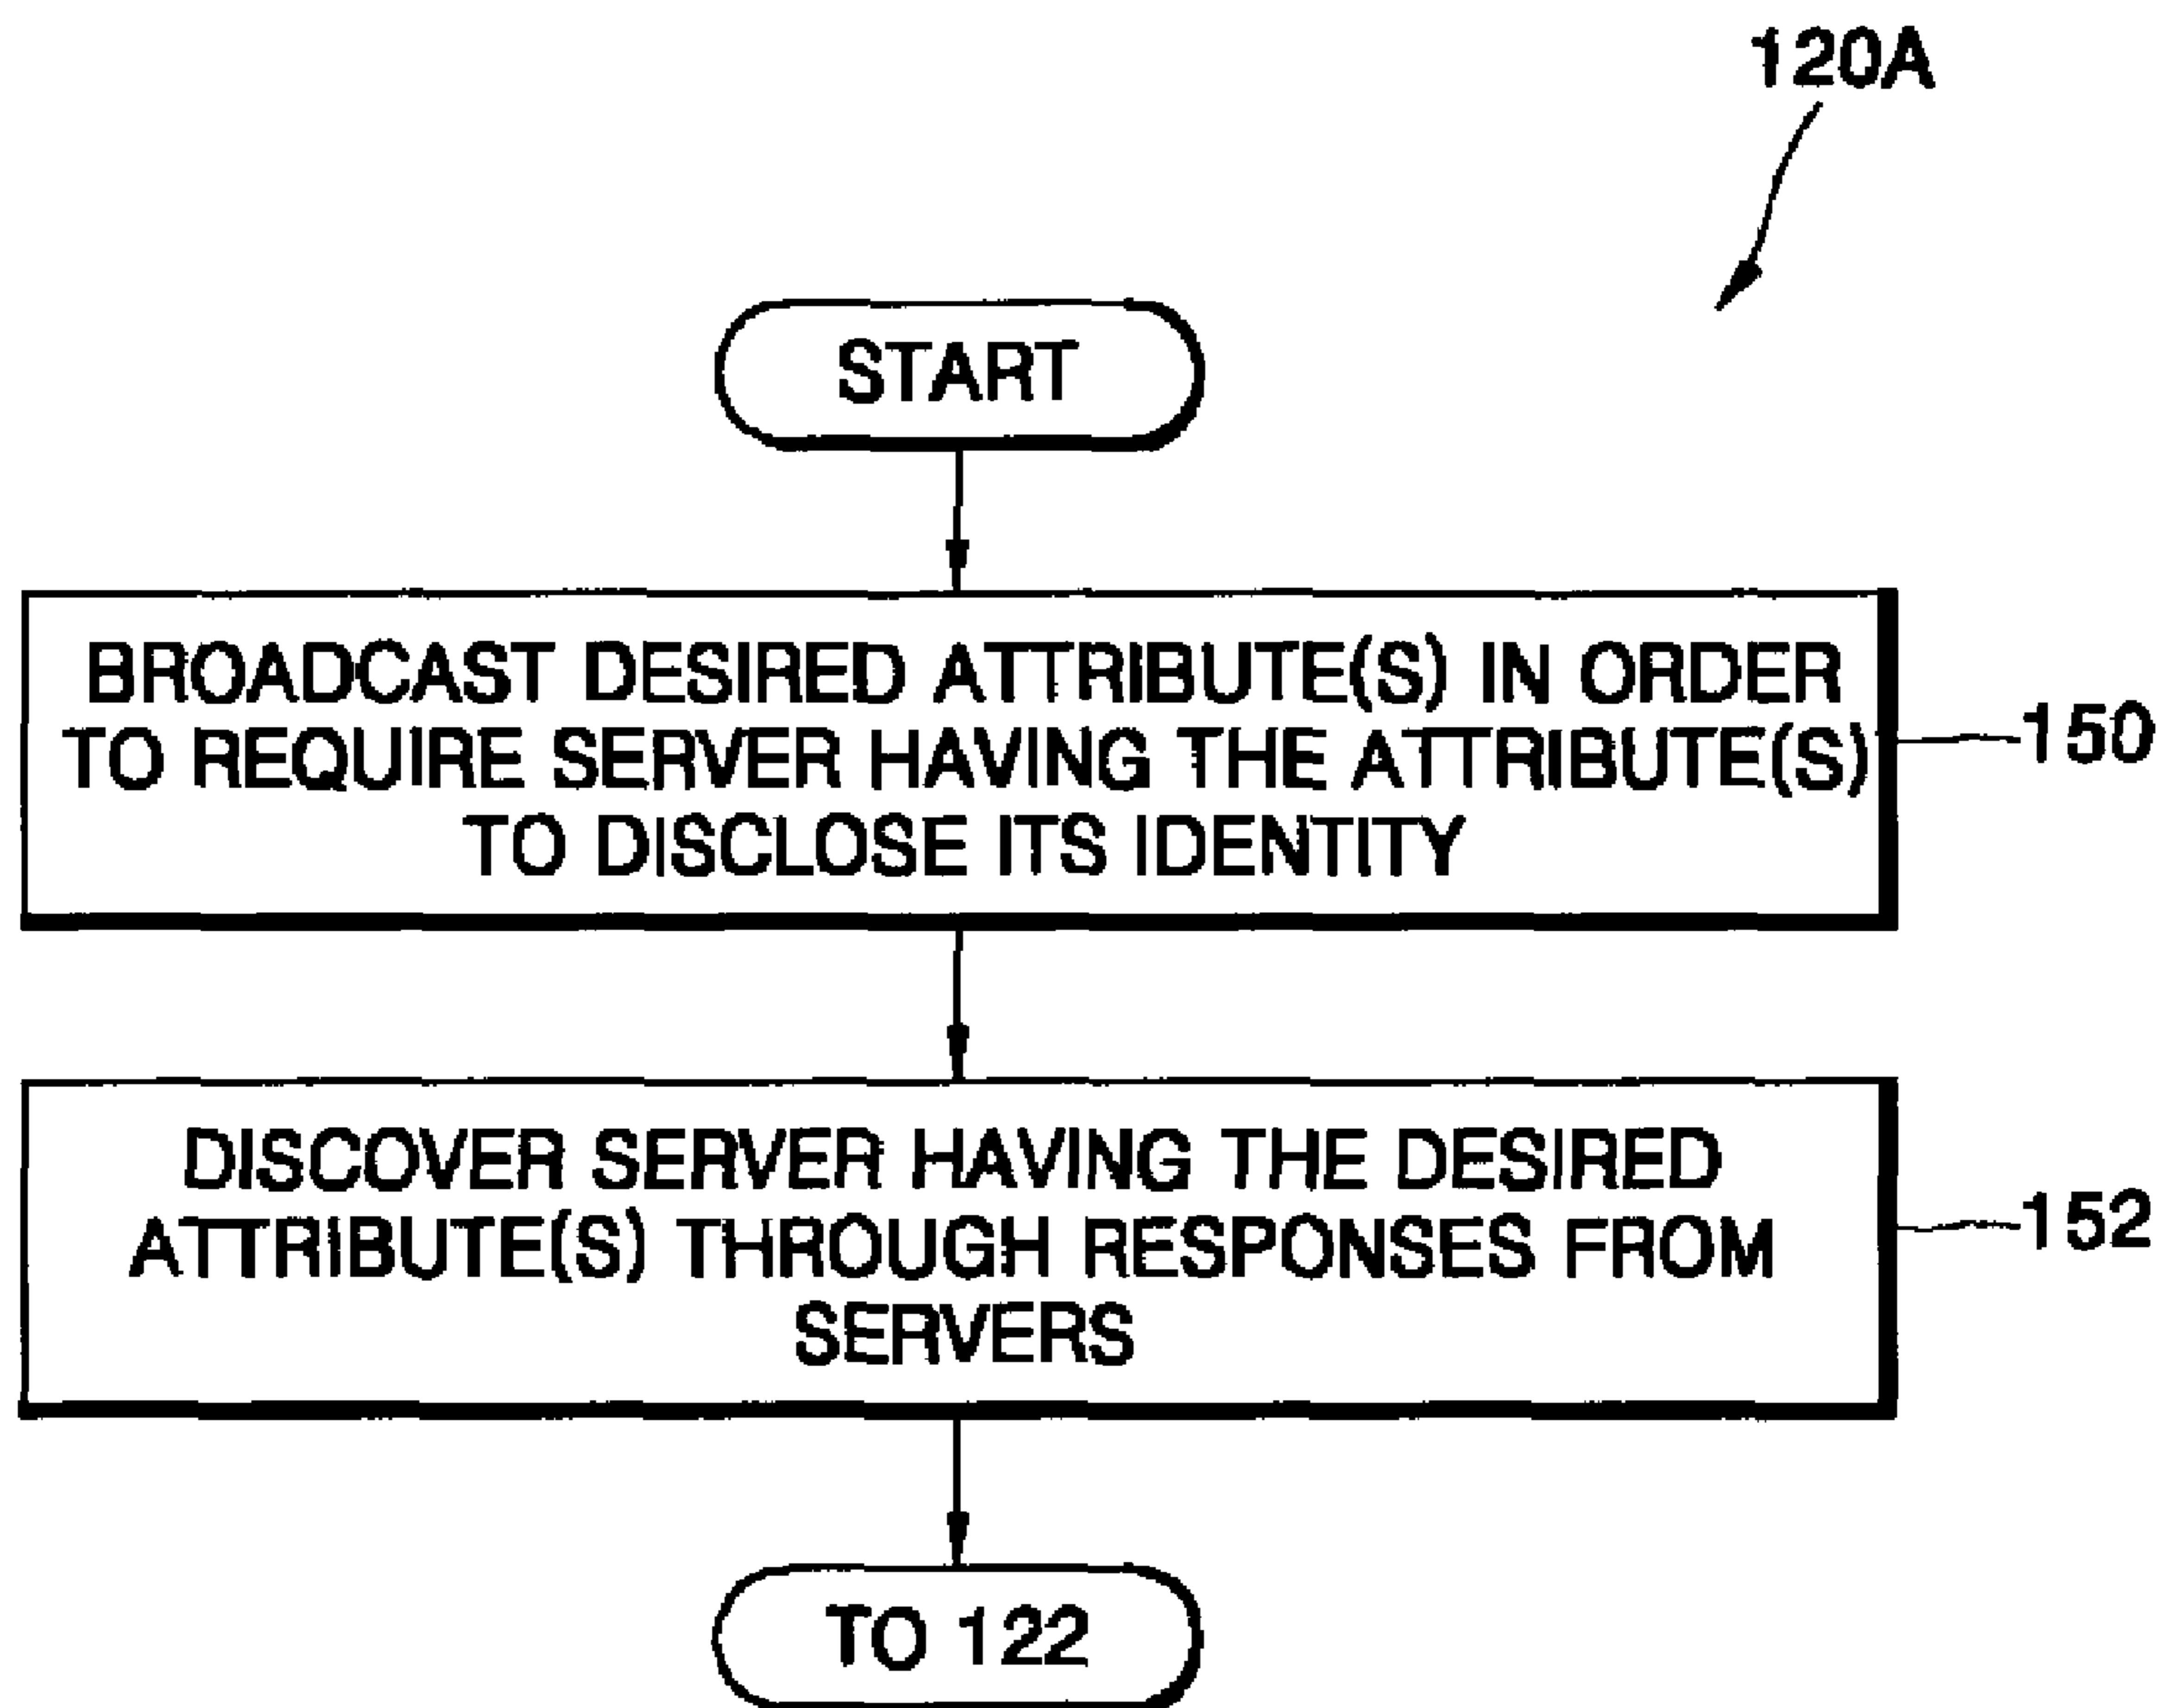 120A
START
BROADCAST DESIRED ATTRIBUTE(S) IN ORDER
TO REQUIRE SERVER HAVING THE ATTRIBUTE(S)
TO DISCLOSE ITS IDENTITY
150
DISCOVER SERVER HAVING THE DESIRED
ATTRIBUTE(S) THROUGH RESPONSES FROM
SERVERS
152
TO 122